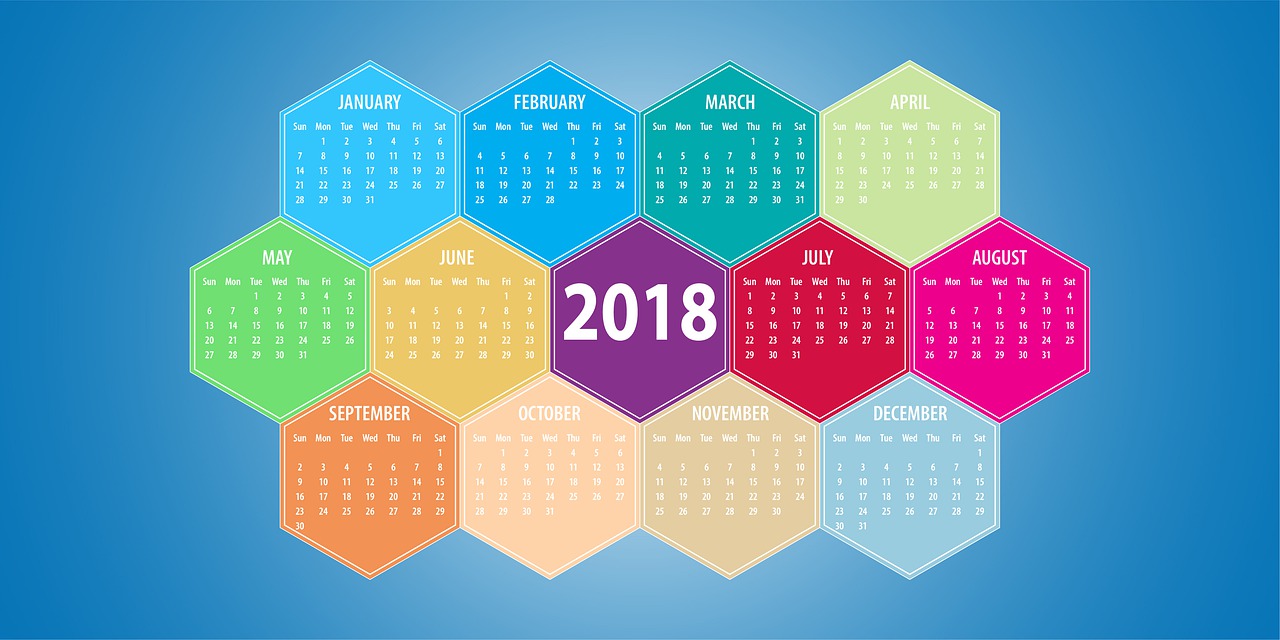 JANUARY
Sun Mon Tue Wed Thu Fri Sat
1 2 3 4 5 6
7 8 9 10 11 12 13
14 15 16 17 18 19 20
21 22 23 24 25 26 27
28 29 30 31
FEBRUARY
Sun Mon Tue Wed Thu Fri Sat
1 2 3
4 5 6 7 8 9 10
11 12 13 14 15 16 17
18 19 20 21 22 23 24
25 26 27 28
MARCH
Sun Mon Tue Wed Thu Fri Sat
1 2 3
4 5 6 7 8 9 10
11 12 13 14 15 16 17
18 19 20 21 22 23 24
25 26 27 28 29 30 31
APRIL
Sun Mon Tue Wed Thu Fri Sat
1 2 3 4 5 6 7
8 9 10 11 12 13 14
15 16 17 18 19 20 21
22 23 24 25 26 27 28
29 30
MAY
Sun Mon Tue Wed Thu Fri Sat
1 2 3 4 5
6 7 8 9 10 11 12
13 14 15 16 17 18 19
20 21 22 23 24 25 26
27 28 29 30 31
JUNE
Sun Mon Tue Wed Thu Fri Sat
1 2
3 4 5 6 7 8 9
10 11 12 13 14 15 16
17 18 19 20 21 22 23
24 25 26 27 28 29 30
2018
JULY
Sun Mon Tue Wed Thu Fri Sat
1 2 3 4 5 6 7
8 9 10 11 12 13 14
15 16 17 18 19 20 21
22 23 24 25 26 27 28
29 30 31
AUGUST
Sun Mon Tue Wed Thu Fri Sat
1 2 3 4
5 6 7 8 9 10 11
12 13 14 15 16 17 18
19 20 21 22 23 24 25
26 27 28 29 30 31
SEPTEMBER
Sun Mon Tue Wed Thu Fri Sat
1
2 3 4 5 6 7 8
9 10 11 12 13 14 15
16 17 18 19 20 21 22
23 24 25 26 27 28 29
30
OCTOBER
Sun Mon Tue Wed Thu Fri Sat
1 2 3 4 5 6
7 8 9 10 11 12 13
14 15 16 17 18 19 20
21 22 23 24 25 26 27
28 29 30 31
NOVEMBER
Sun Mon Tue Wed Thu Fri Sat
1 2 3
4 5 6 7 8 9 10
11 12 13 14 15 16 17
18 19 20 21 22 23 24
25 26 27 28 29 30
DECEMBER
Sun Mon Tue Wed Thu Fri Sat
1
2 3 4 5 6 7 8
9 10 11 12 13 14 15
16 17 18 19 20 21 22
23 24 25 26 27 28 29
30 31